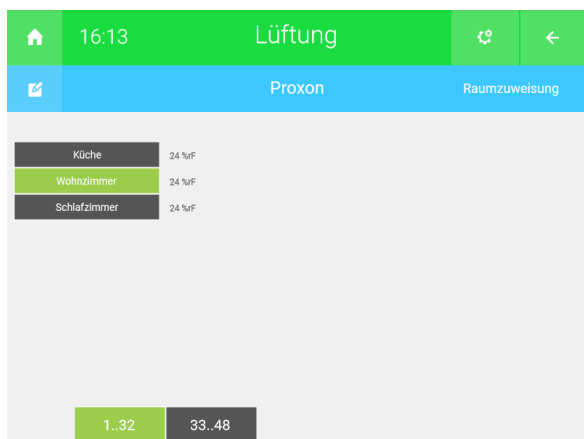 16:13 Lüftung
Proxon Raumzuweisung
Küche 24 %rF
Wohnzimmer 24 %rF
Schlafzimmer 24 %rF
1..32 33..48